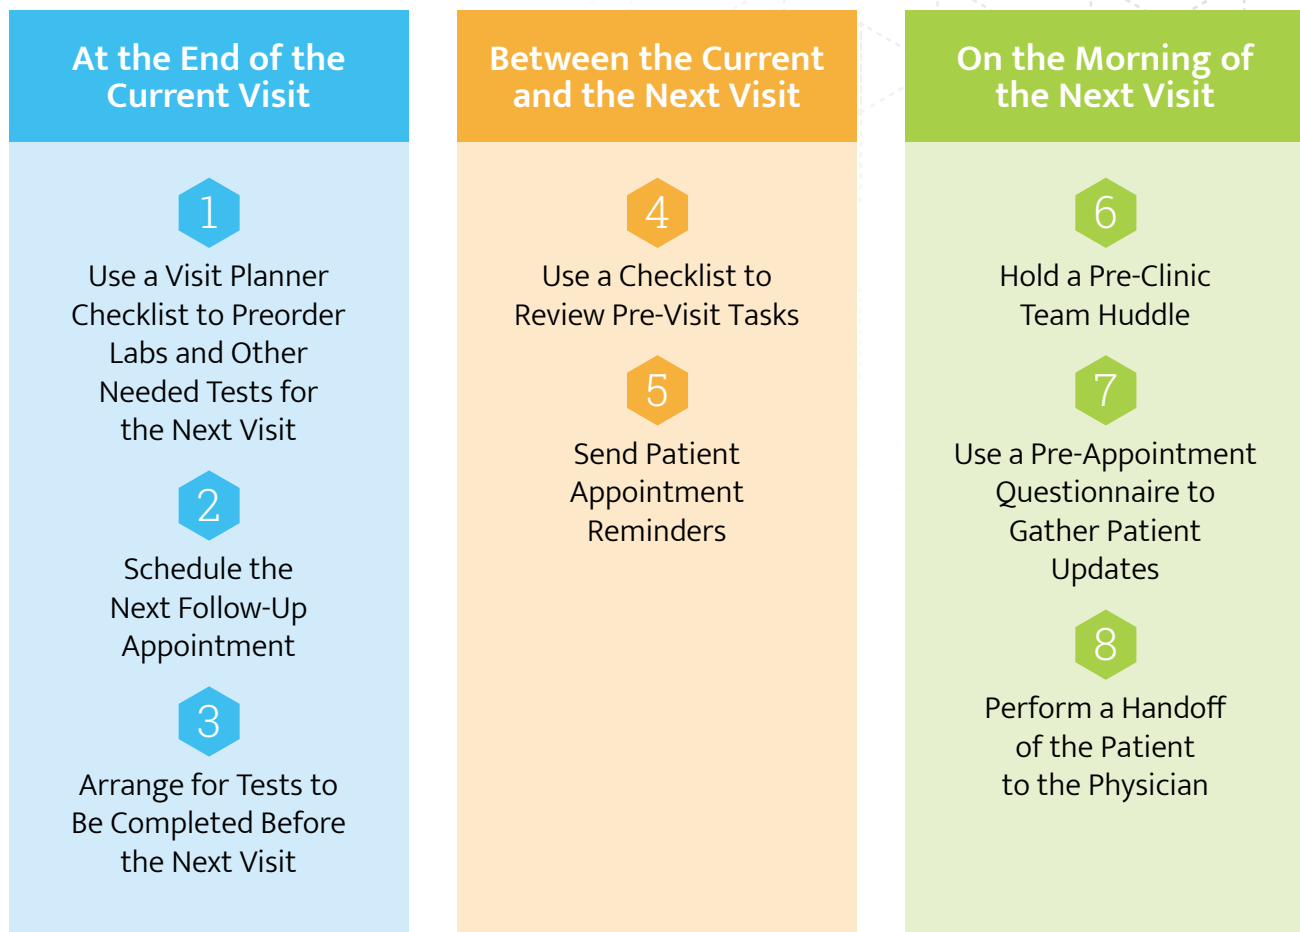 At the End of the
Current Visit
1
Use a Visit Planner
Checklist to Preorder
Labs and Other
Needed Tests for
the Next Visit
2
Schedule the
Next Follow-Up
Appointment
3
Arrange for Tests to
Be Completed Before
the Next Visit
Between the Current
and the Next Visit
4
Use a Checklist to
Review Pre-Visit Tasks
5
Send Patient
Appointment
Reminders
On the Morning of
the Next Visit
6
Hold a Pre-Clinic
Team Huddle
7
Use a Pre-Appointment
Questionnaire to
Gather Patient
Updates
8
Perform a Handoff
of the Patient
to the Physician